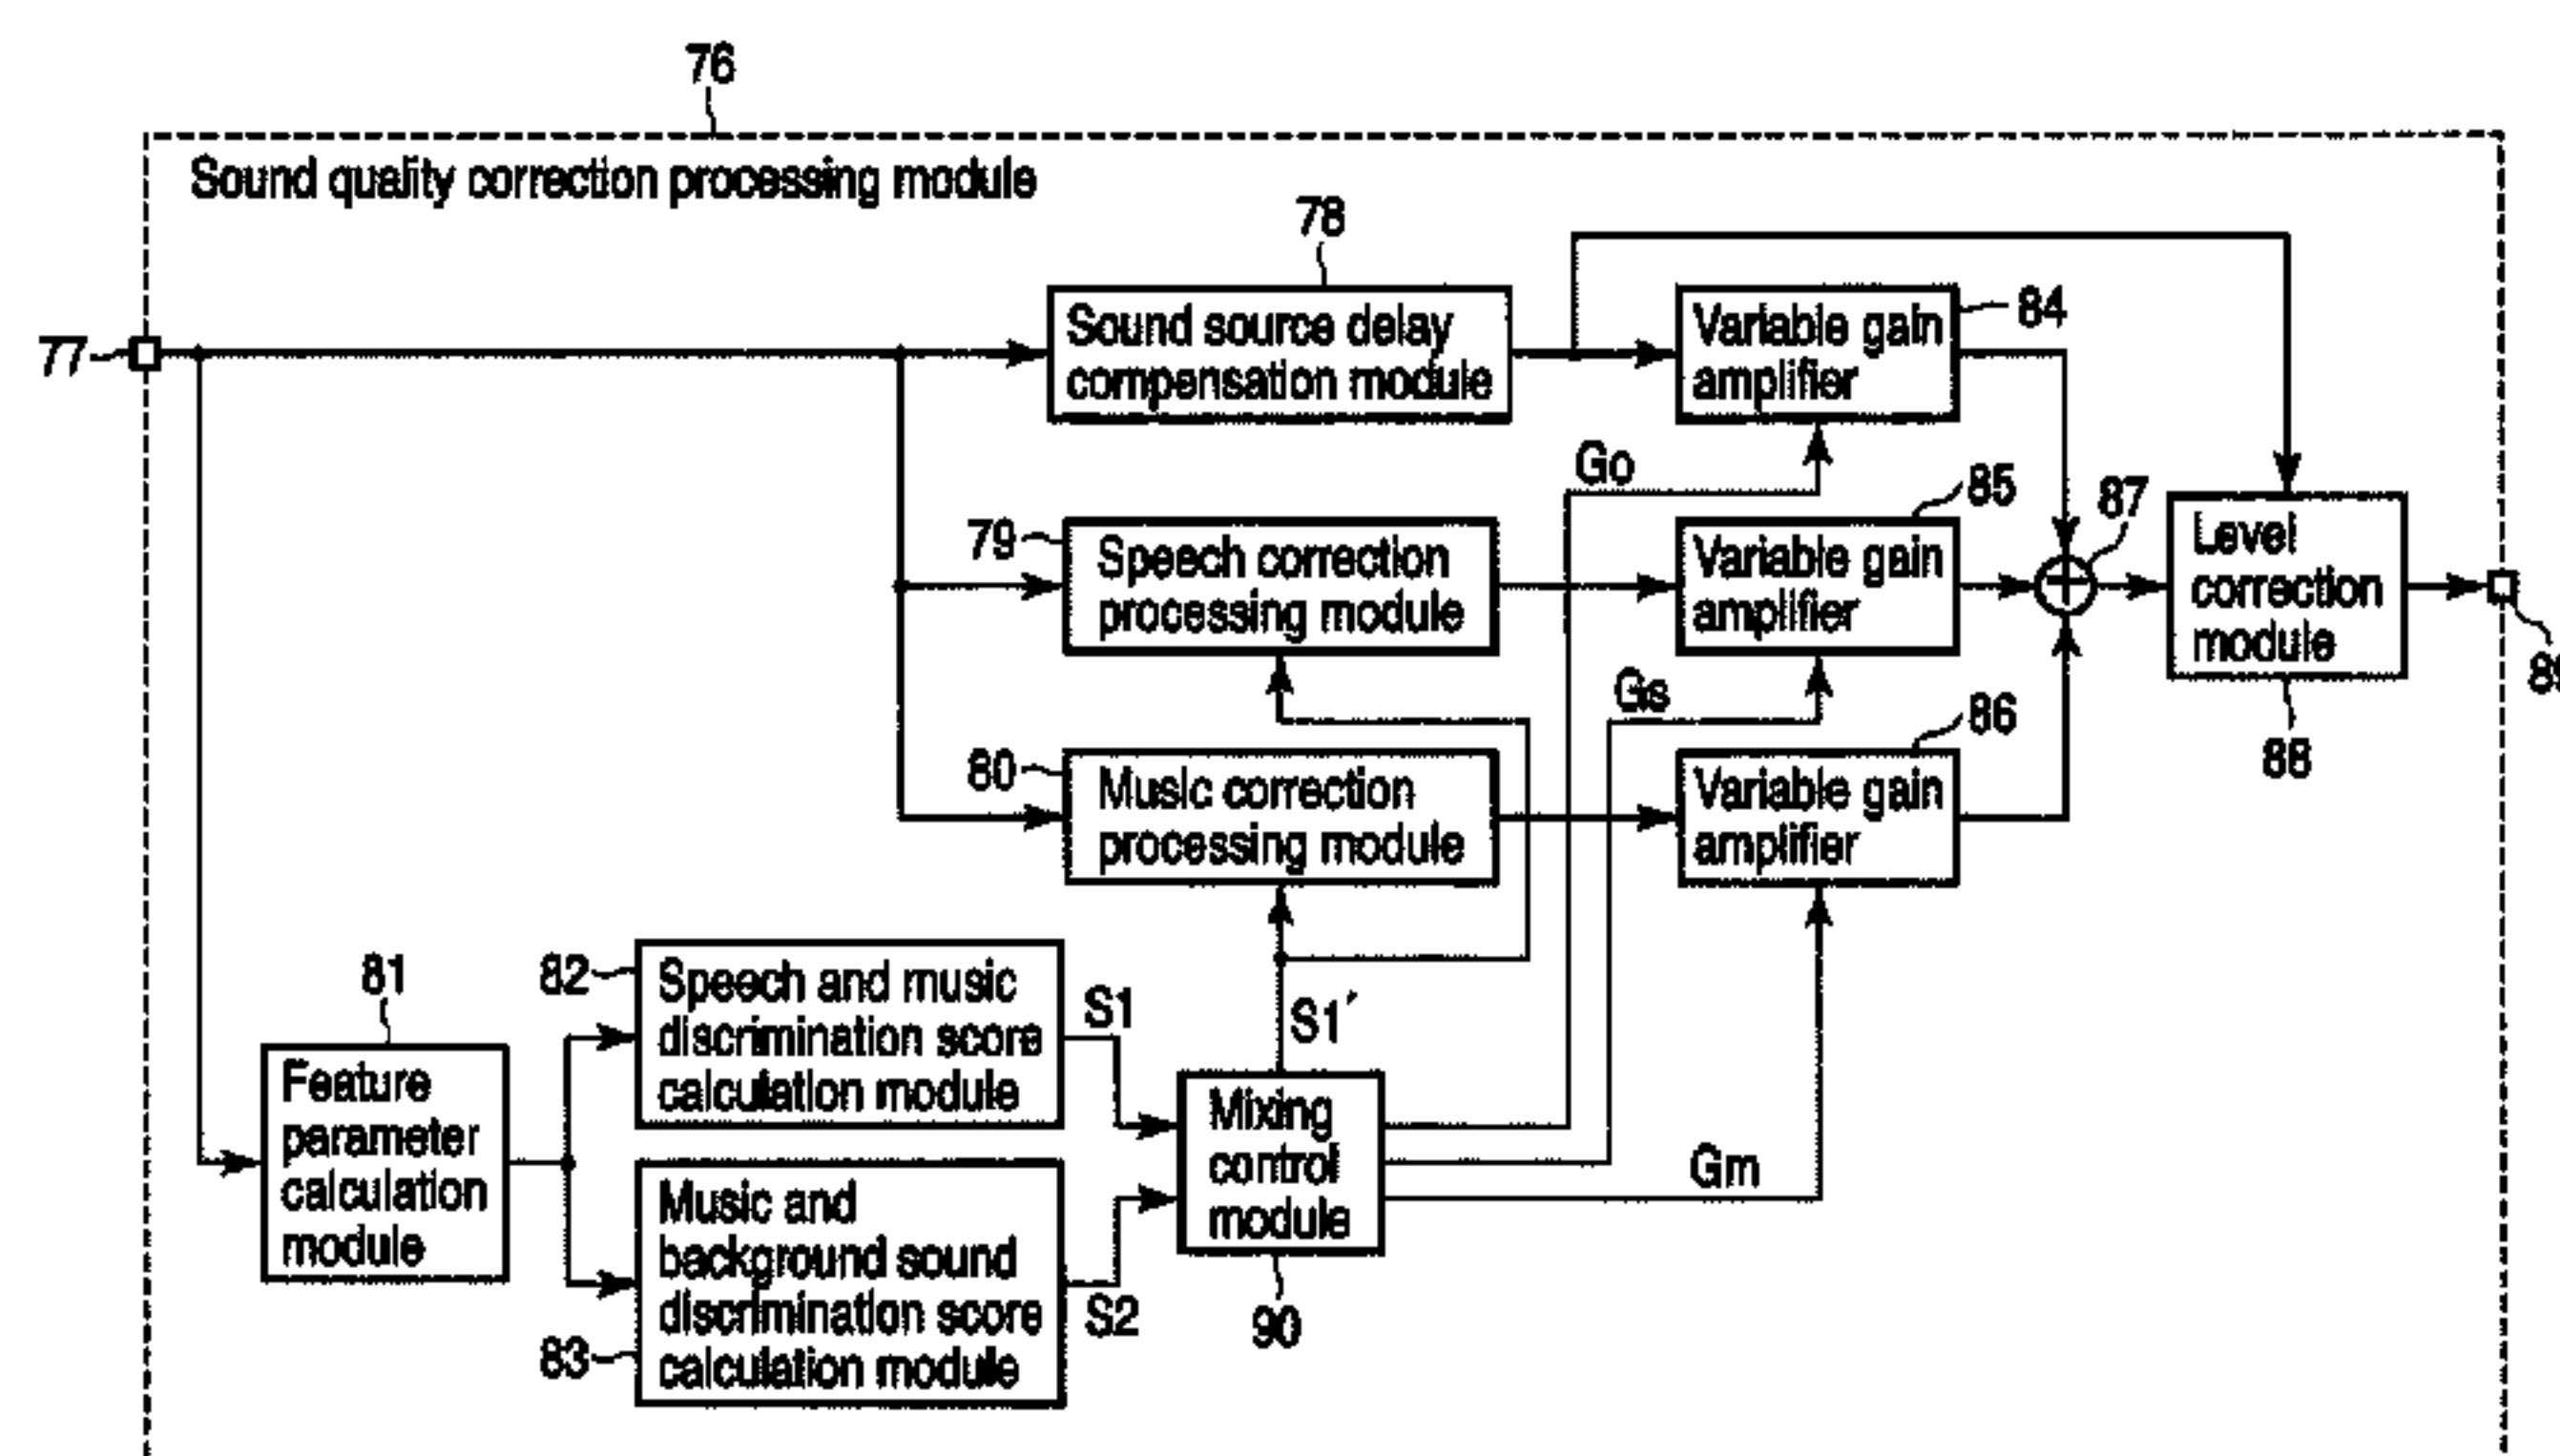 76
Sound quality correction processing module
78
77
Sound source delay
compensation module
Variable gain
amplifier
84
Go
85
87
79
Speech correction
processing module
Variable gain
amplifier
Level
correction
module
Gs
86
88
80
Music correction
processing module
Variable gain
amplifier
81
82
Speech and music
discrimination score
calculation module
S1
S1´
Feature
parameter
calculation
module
Mixing
control
module
Gm
Music and
background sound
discrimination score
calculation module
S2
83
90